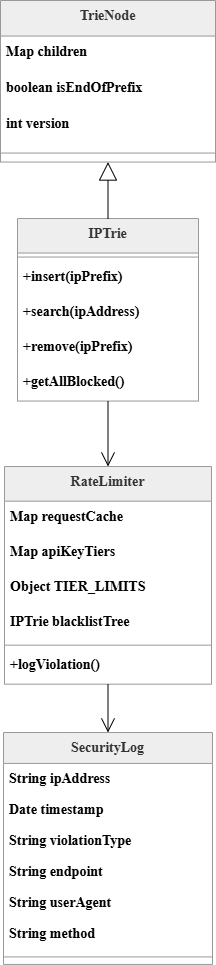 TrieNode
Map children
boolean isEndOfPrefix
int version
IPTrie
+insert(ipPrefix)
+search(ipAddress)
+remove(ipPrefix)
+getAllBlocked()
RateLimiter
Map requestCache
Map apiKeyTiers
Object TIER_LIMITS
IPTrie blacklistTree
+logViolation()
SecurityLog
String ipAddress
Date timestamp
String violationType
String endpoint
String userAgent
String method